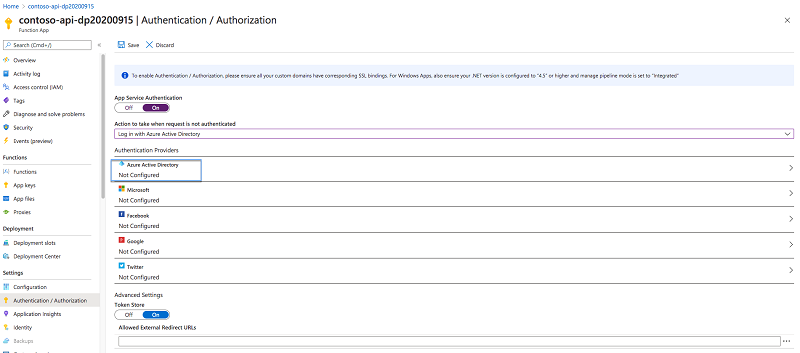 Home > contoso-api-dp20200915
contoso-api-dp20200915 | Authentication / Authorization
Function App
Search (Cmd+/)
Overview
Activity log
Access control (IAM)
Tags
Diagnose and solve problems
Security
Events (preview)
Functions
Functions
App keys
App files
Proxies
Deployment
Deployment slots
Deployment Center
Settings
Configuration
Authentication / Authorization
Application Insights
Identity
Backups
Save Discard
To enable Authentication / Authorization, please ensure all your custom domains have corresponding SSL bindings. For Windows Apps, also ensure your .NET version is configured to "4.5" or higher and manage pipeline mode is set to "Integrated"
App Service Authentication
Off On
Action to take when request is not authenticated
Log in with Azure Active Directory
Authentication Providers
Azure Active Directory
Not Configured
Microsoft
Not Configured
Facebook
Not Configured
Google
Not Configured
Twitter
Not Configured
Advanced Settings
Token Store
Off On
Allowed External Redirect URLs